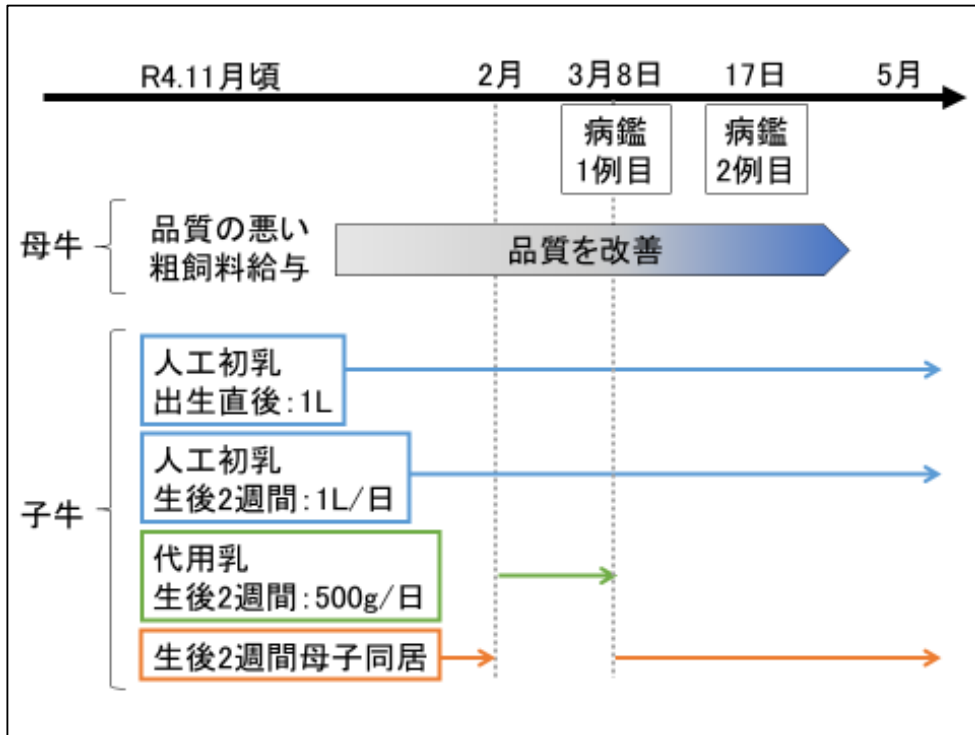 R4.11月頃 2月 3月8日 17日 5月
病鑑
1例目
病鑑
2例目
母牛
品質の悪い
粗飼料給与
品質を改善
子牛
人工初乳
出生直後:1L
人工初乳
生後2週間:1L/日
代用乳
生後2週間:500g/日
生後2週間母子同居